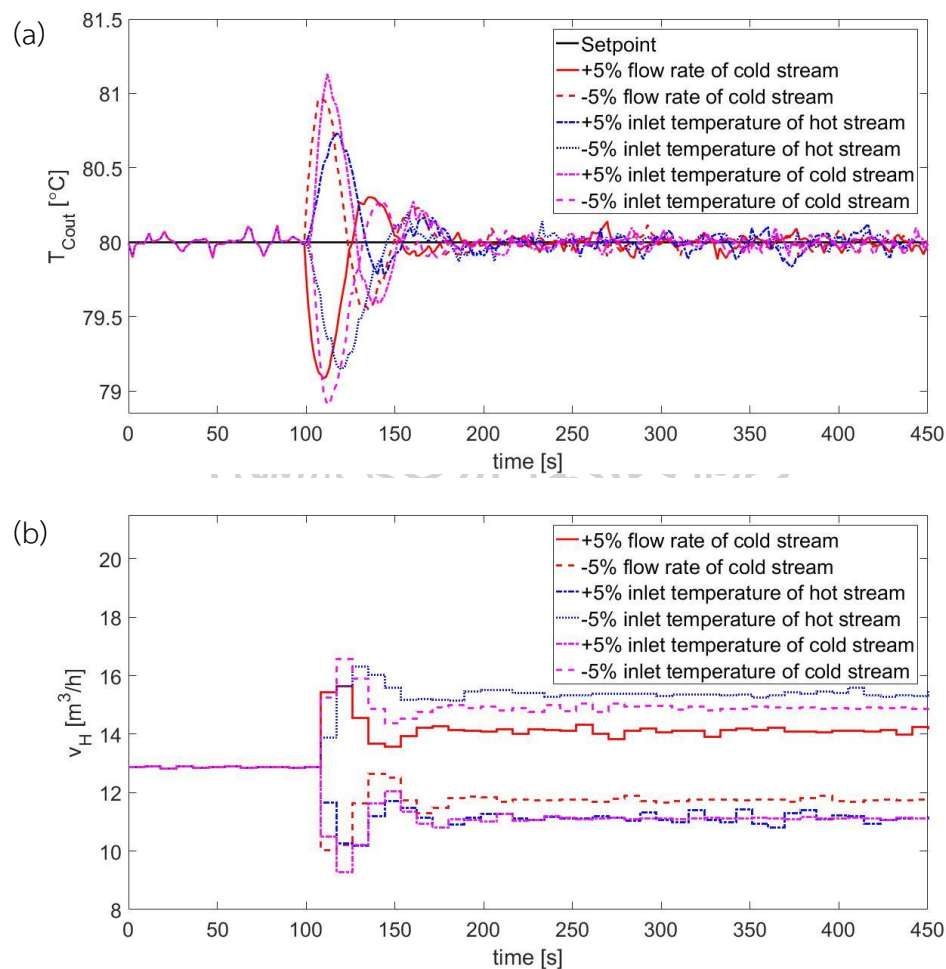 (a)
81.5
81
80.5
80
79.5
79
T_Cout [°C]
Setpoint
+5% flow rate of cold stream
-5% flow rate of cold stream
+5% inlet temperature of hot stream
-5% inlet temperature of hot stream
+5% inlet temperature of cold stream
-5% inlet temperature of cold stream
0 50 100 150 200 250 300 350 400 450
time [s]
(b)
20
18
16
14
12
10
8
v_H [m^3/h]
+5% flow rate of cold stream
-5% flow rate of cold stream
+5% inlet temperature of hot stream
-5% inlet temperature of hot stream
+5% inlet temperature of cold stream
-5% inlet temperature of cold stream
0 50 100 150 200 250 300 350 400 450
time [s]